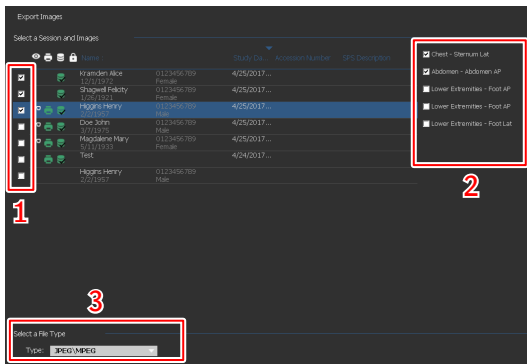 Export Images
Select a Session and Images
Name Study Da... Accession Number SPS Description
Kramden Alice 0123456789 4/25/2017...
12/1/1972 Female
Shagwell Felicity 0123456789 4/25/2017...
1/26/1921 Female
Higgins Henry 0123456789 4/25/2017...
2/2/1957 Male
Doe John 0123456789 4/25/2017...
3/7/1975 Male
Magdalene Mary 0123456789 4/25/2017...
5/11/1933 Female
Test 4/24/2017...
Higgins Henry 0123456789
2/2/1957 Male
Chest - Sternum Lat
Abdomen - Abdomen AP
Lower Extremities - Foot AP
Lower Extremities - Foot AP
Lower Extremities - Foot Lat
1
2
3
Select a File Type
Type: JPEG\MPEG